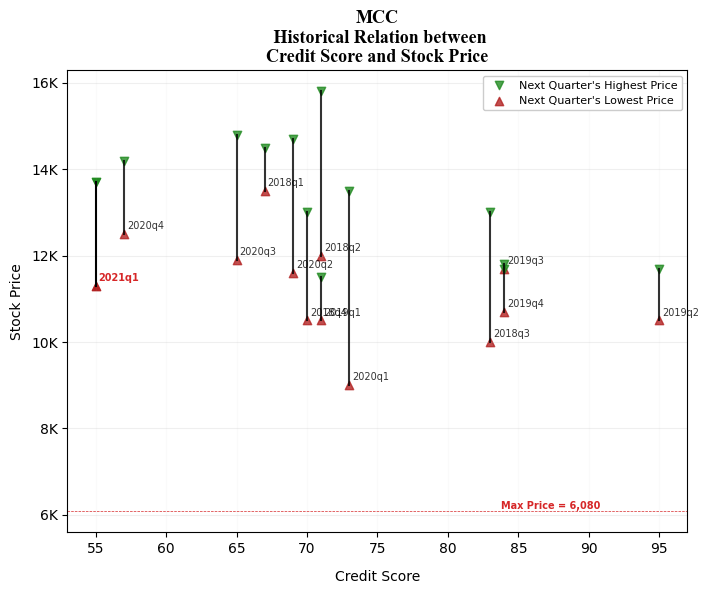 MCC
Historical Relation between
Credit Score and Stock Price
16K
14K
12K
10K
8K
6K
Stock Price
Next Quarter's Highest Price
Next Quarter's Lowest Price
2018q1
2020q4
2018q2
2020q3
2019q3
2020q2
2021q1
2019q4
2018q4
2019q1
2019q2
2018q3
2020q1
Max Price = 6,080
55
60
65
70
75
80
85
90
95
Credit Score